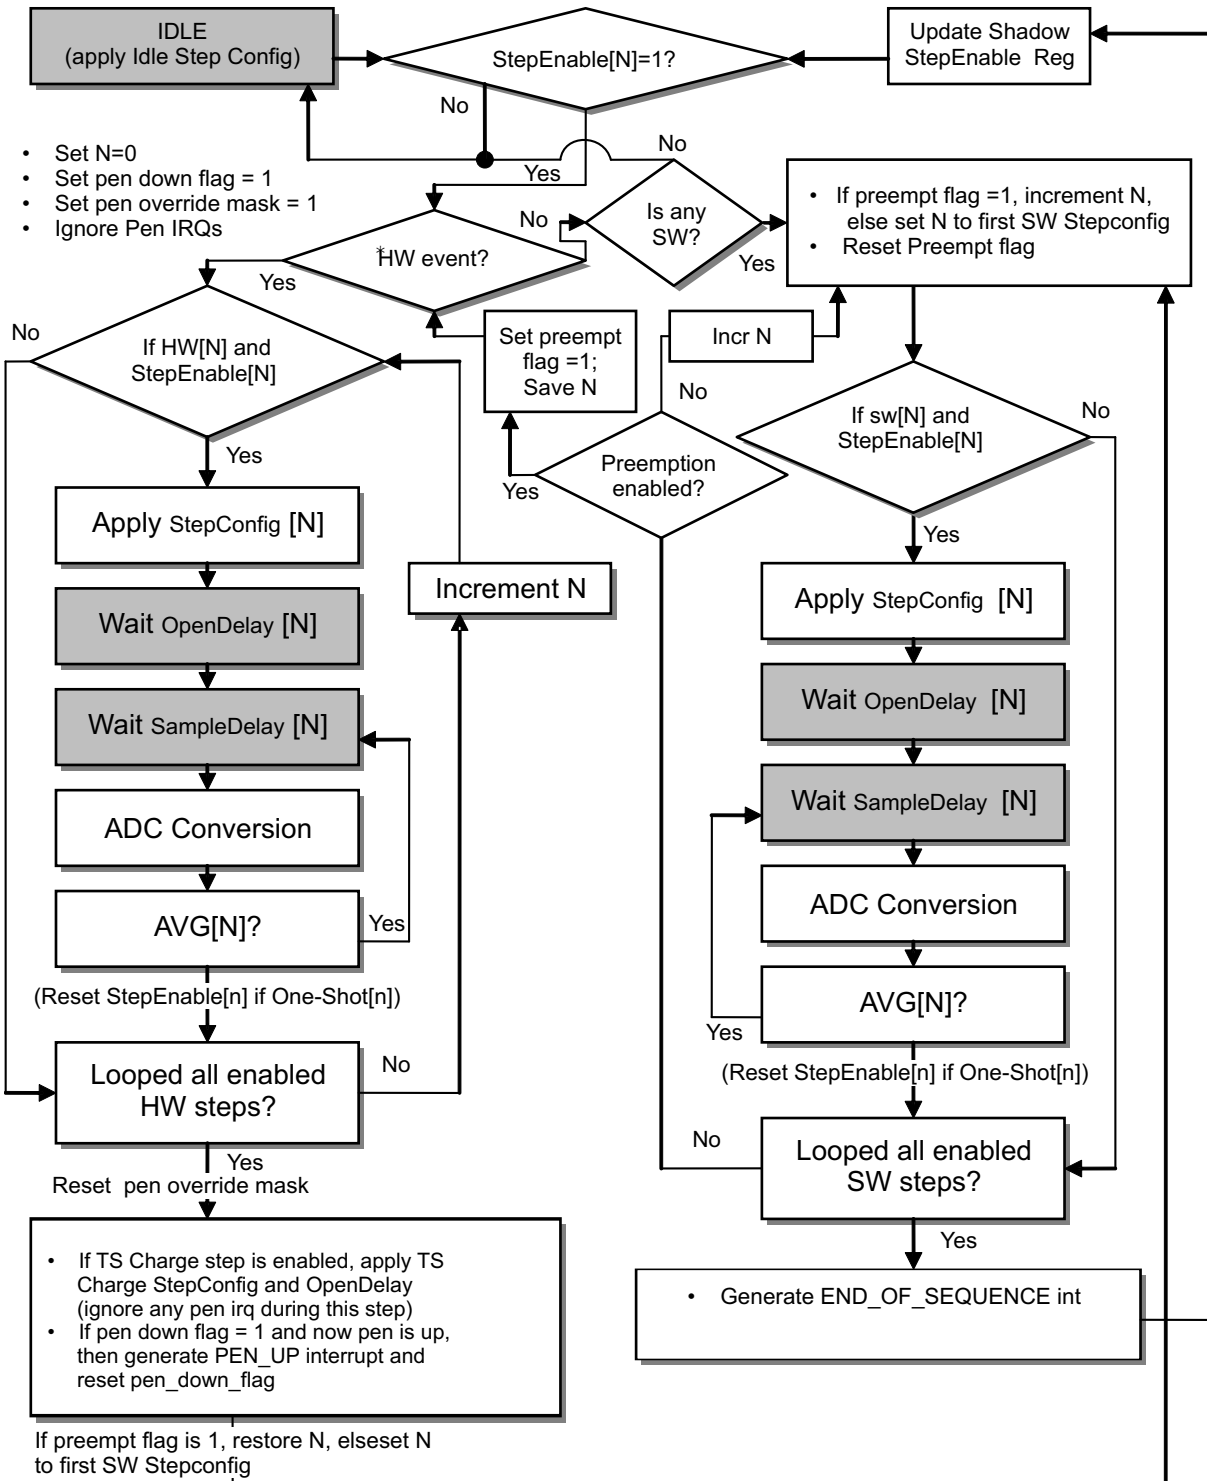 IDLE
(apply Idle Step Config)
StepEnable[N]=1?
Update Shadow
StepEnable Reg
No
• Set N=0
• Set pen down flag = 1
• Set pen override mask = 1
• Ignore Pen IRQs
Yes
No
No
Is any
SW?
Yes
• If preempt flag =1, increment N,
else set N to first SW Stepconfig
• Reset Preempt flag
*HW event?
Yes
No
If HW[N] and
StepEnable[N]
Yes
Set preempt
flag =1;
Save N
Incr N
No
Preemption
enabled?
Yes
If sw[N] and
StepEnable[N]
No
Yes
Apply StepConfig [N]
Wait OpenDelay [N]
Wait SampleDelay [N]
ADC Conversion
AVG[N]?
Yes
(Reset StepEnable[n] if One-Shot[n])
Looped all enabled
HW steps?
No
Increment N
Yes
Reset pen override mask
• If TS Charge step is enabled, apply TS
Charge StepConfig and OpenDelay
(ignore any pen irq during this step)
• If pen down flag = 1 and now pen is up,
then generate PEN_UP interrupt and
reset pen_down_flag
If preempt flag is 1, restore N, elseset N
to first SW Stepconfig
Apply StepConfig [N]
Wait OpenDelay [N]
Wait SampleDelay [N]
ADC Conversion
AVG[N]?
Yes
(Reset StepEnable[n] if One-Shot[n])
Looped all enabled
SW steps?
No
Yes
• Generate END_OF_SEQUENCE int